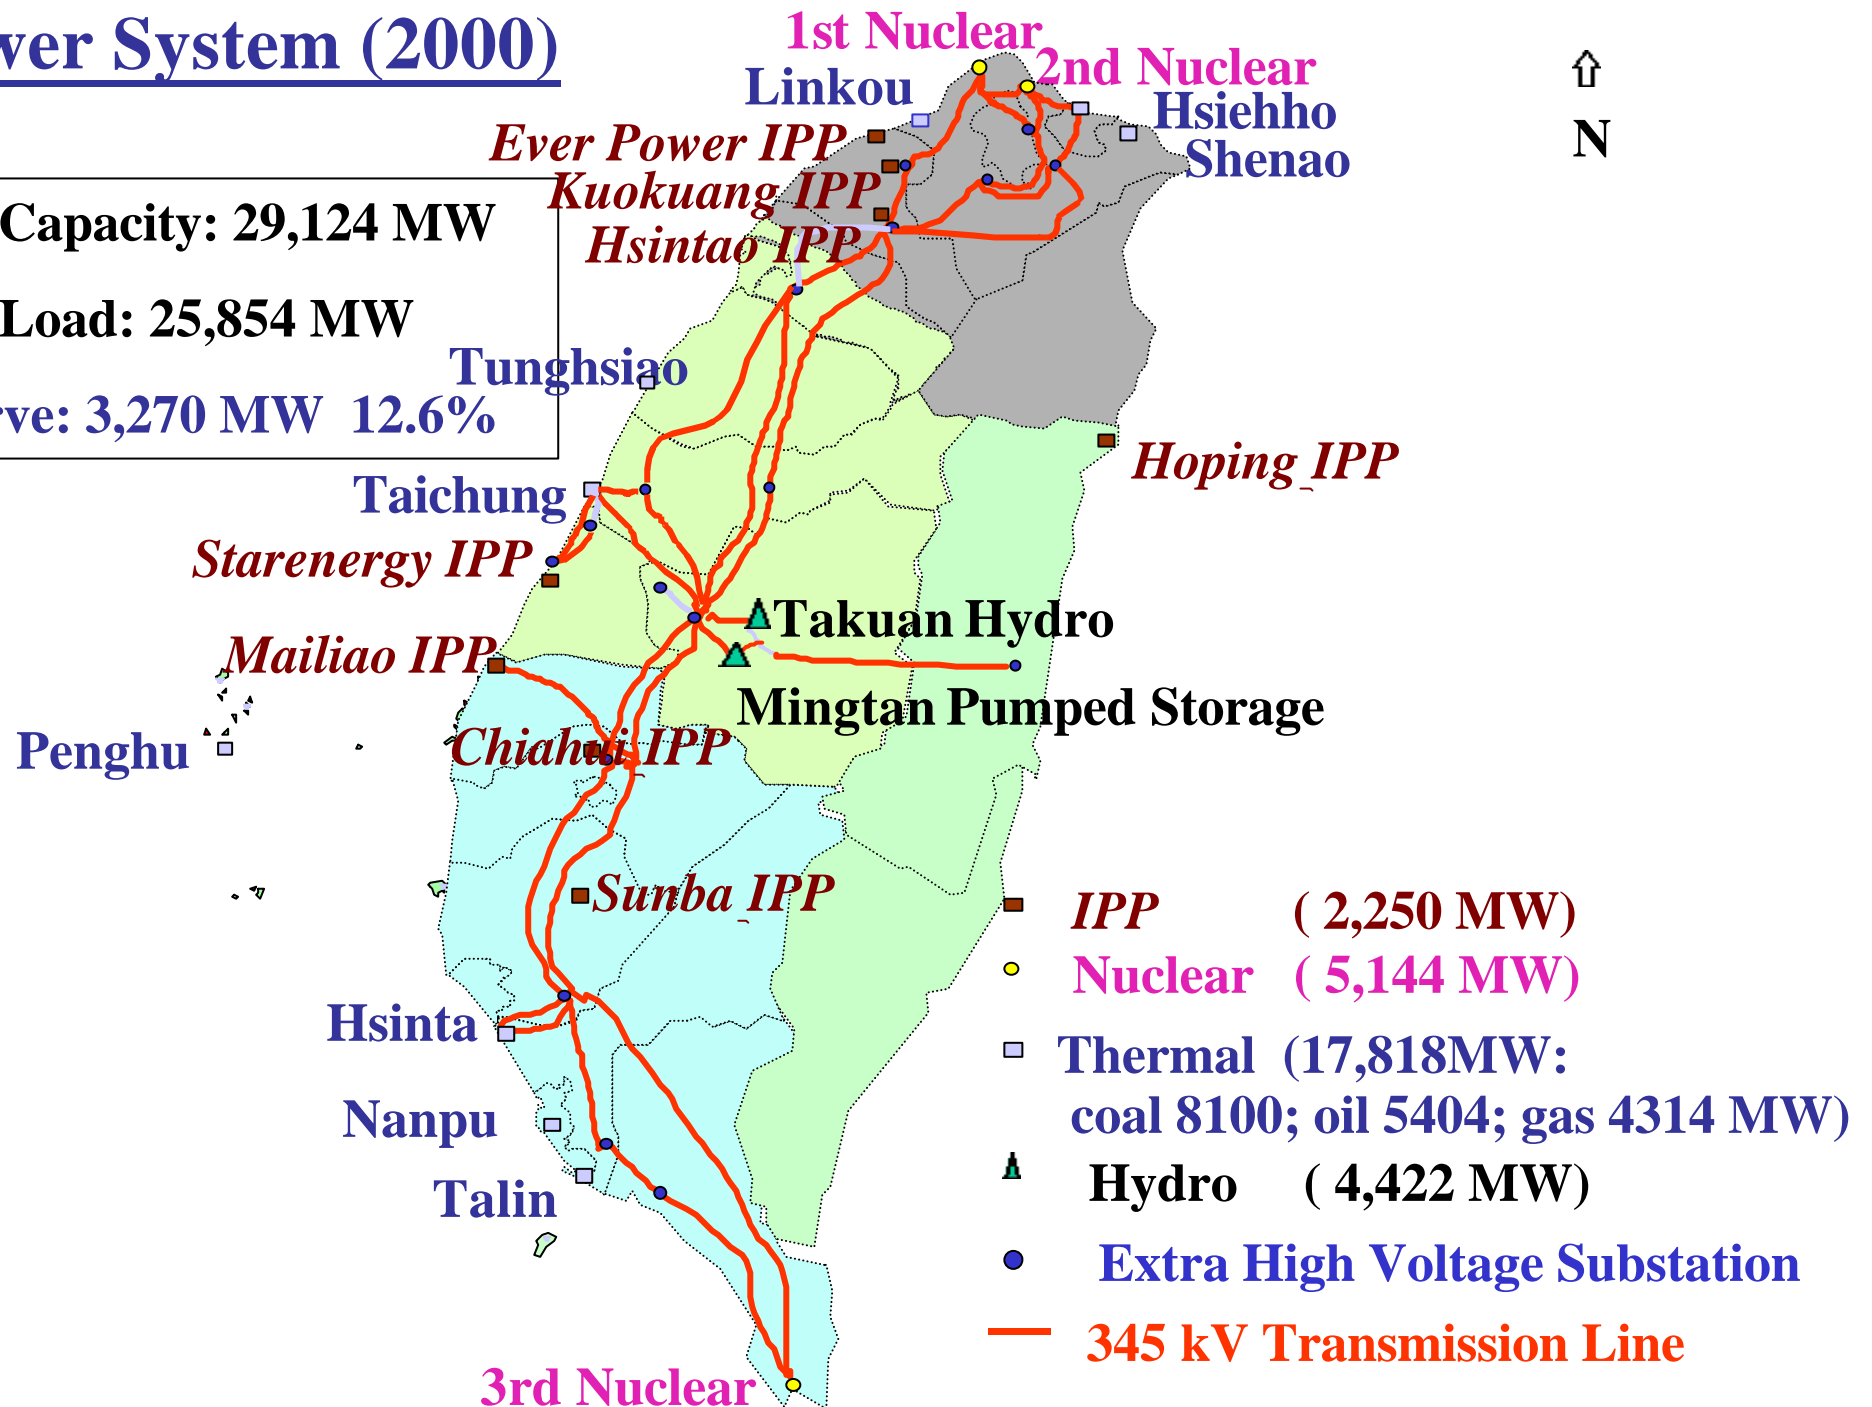 wer System (2000)
1st Nuclear
2nd Nuclear
Linkou
Hsiehho
Shenao
N
Ever Power IPP
Kuokuang IPP
Hsintao IPP
Capacity: 29,124 MW
Load: 25,854 MW
rve: 3,270 MW 12.6%
Tunghsiao
Hoping IPP
Taichung
Starenergy IPP
Takuan Hydro
Mailiao IPP
Mingtan Pumped Storage
Chiahui IPP
Penghu
Sunba IPP
Hsinta
Nanpu
Talin
3rd Nuclear
IPP ( 2,250 MW)
Nuclear ( 5,144 MW)
Thermal (17,818MW:
coal 8100; oil 5404; gas 4314 MW)
Hydro ( 4,422 MW)
Extra High Voltage Substation
345 kV Transmission Line